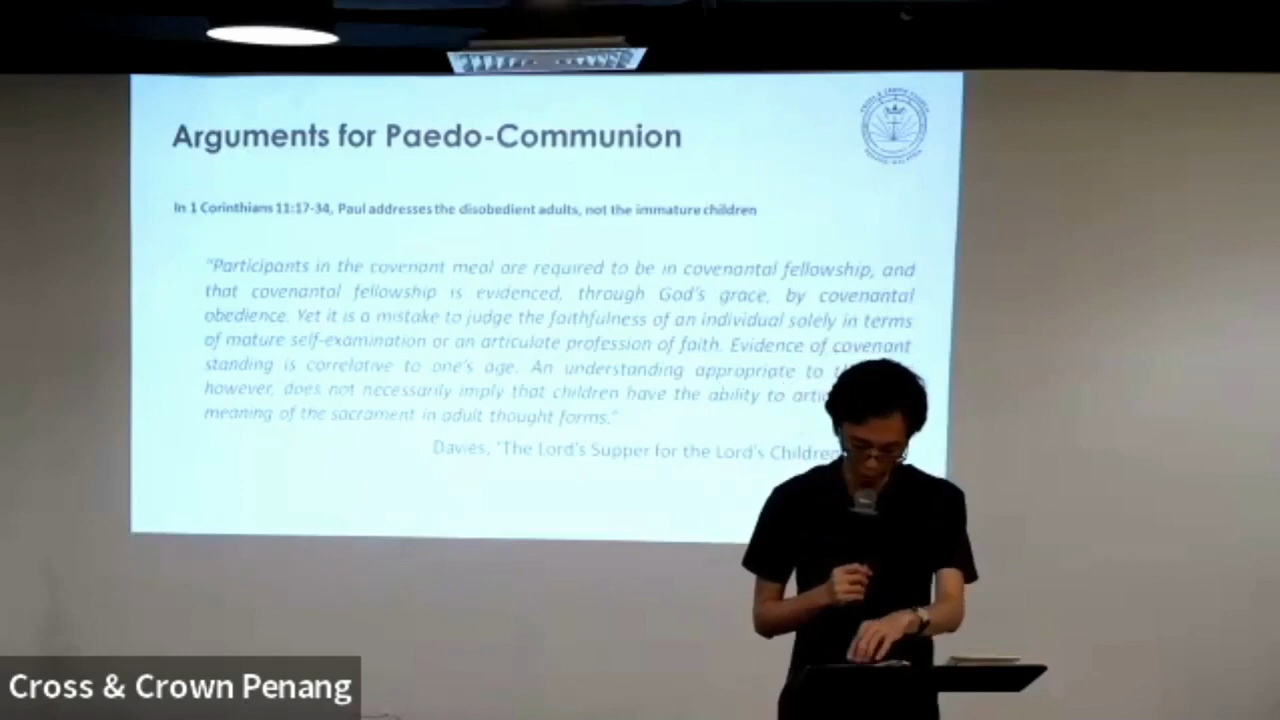 Arguments for Paedo-Communion
In 1 Corinthians 11:17-34, Paul addresses the disobedient adults, not the immature children
"Participants in the covenant meal are required to be in covenantal fellowship, and
that covenantal fellowship is evidenced, through God's grace, by covenantal
obedience. Yet it is a mistake to judge the faithfulness of an individual solely in terms
of mature self-examination or an articulate profession of faith. Evidence of covenant
standing is correlative to one's age. An understanding appropriate to
however, does not necessarily imply that children have the ability to
meaning of the sacrament in adult thought forms."
Davies, 'The Lord's Supper for the Lord's Children
Cross & Crown Penang